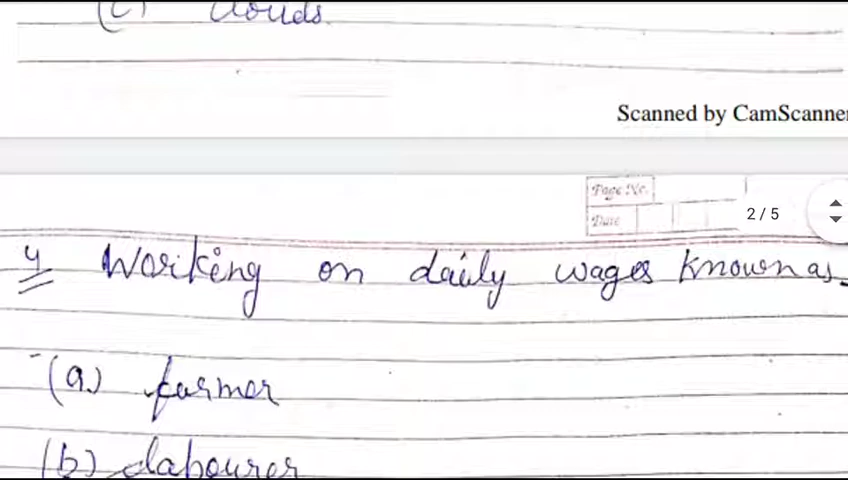 (c) clouds.
Scanned by CamScanner
Page No.
Date
2 / 5
4 Working on daily wages known as
(a) farmer
(b) labourer